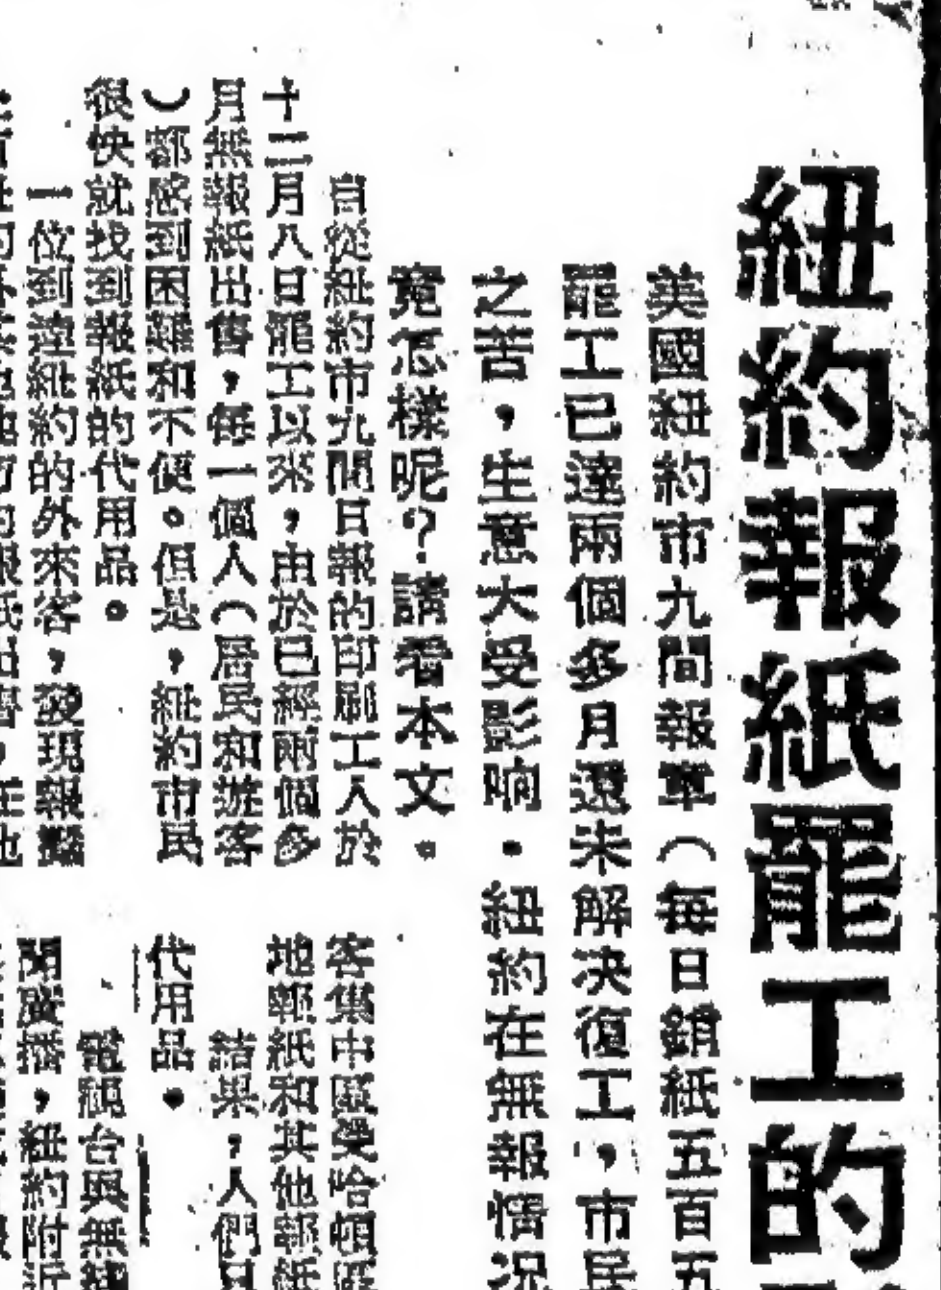 紐約報紙罷工的
美國紐約市九間報章（每日銷紙五百五
罷工已達兩個多月還未解决復工，市民
之苦，生意大受影响．紐約在無報情況
竟怎樣呢？請看本文。
自從紐約市九間日報的印刷工人於
十二月八日罷工以來，由於已經兩個多
月無報紙出售，每一個人（居民和遊客
）都感到困難和不便。但是，紐約市民
很快就找到報紙的代用品。
一位到達紐約的外來客，發現報攤
客集中區曼哈頓區
地報紙和其他報紙
結果，人們
代用品。
電視台與無綫
聞廣播，紐約附近